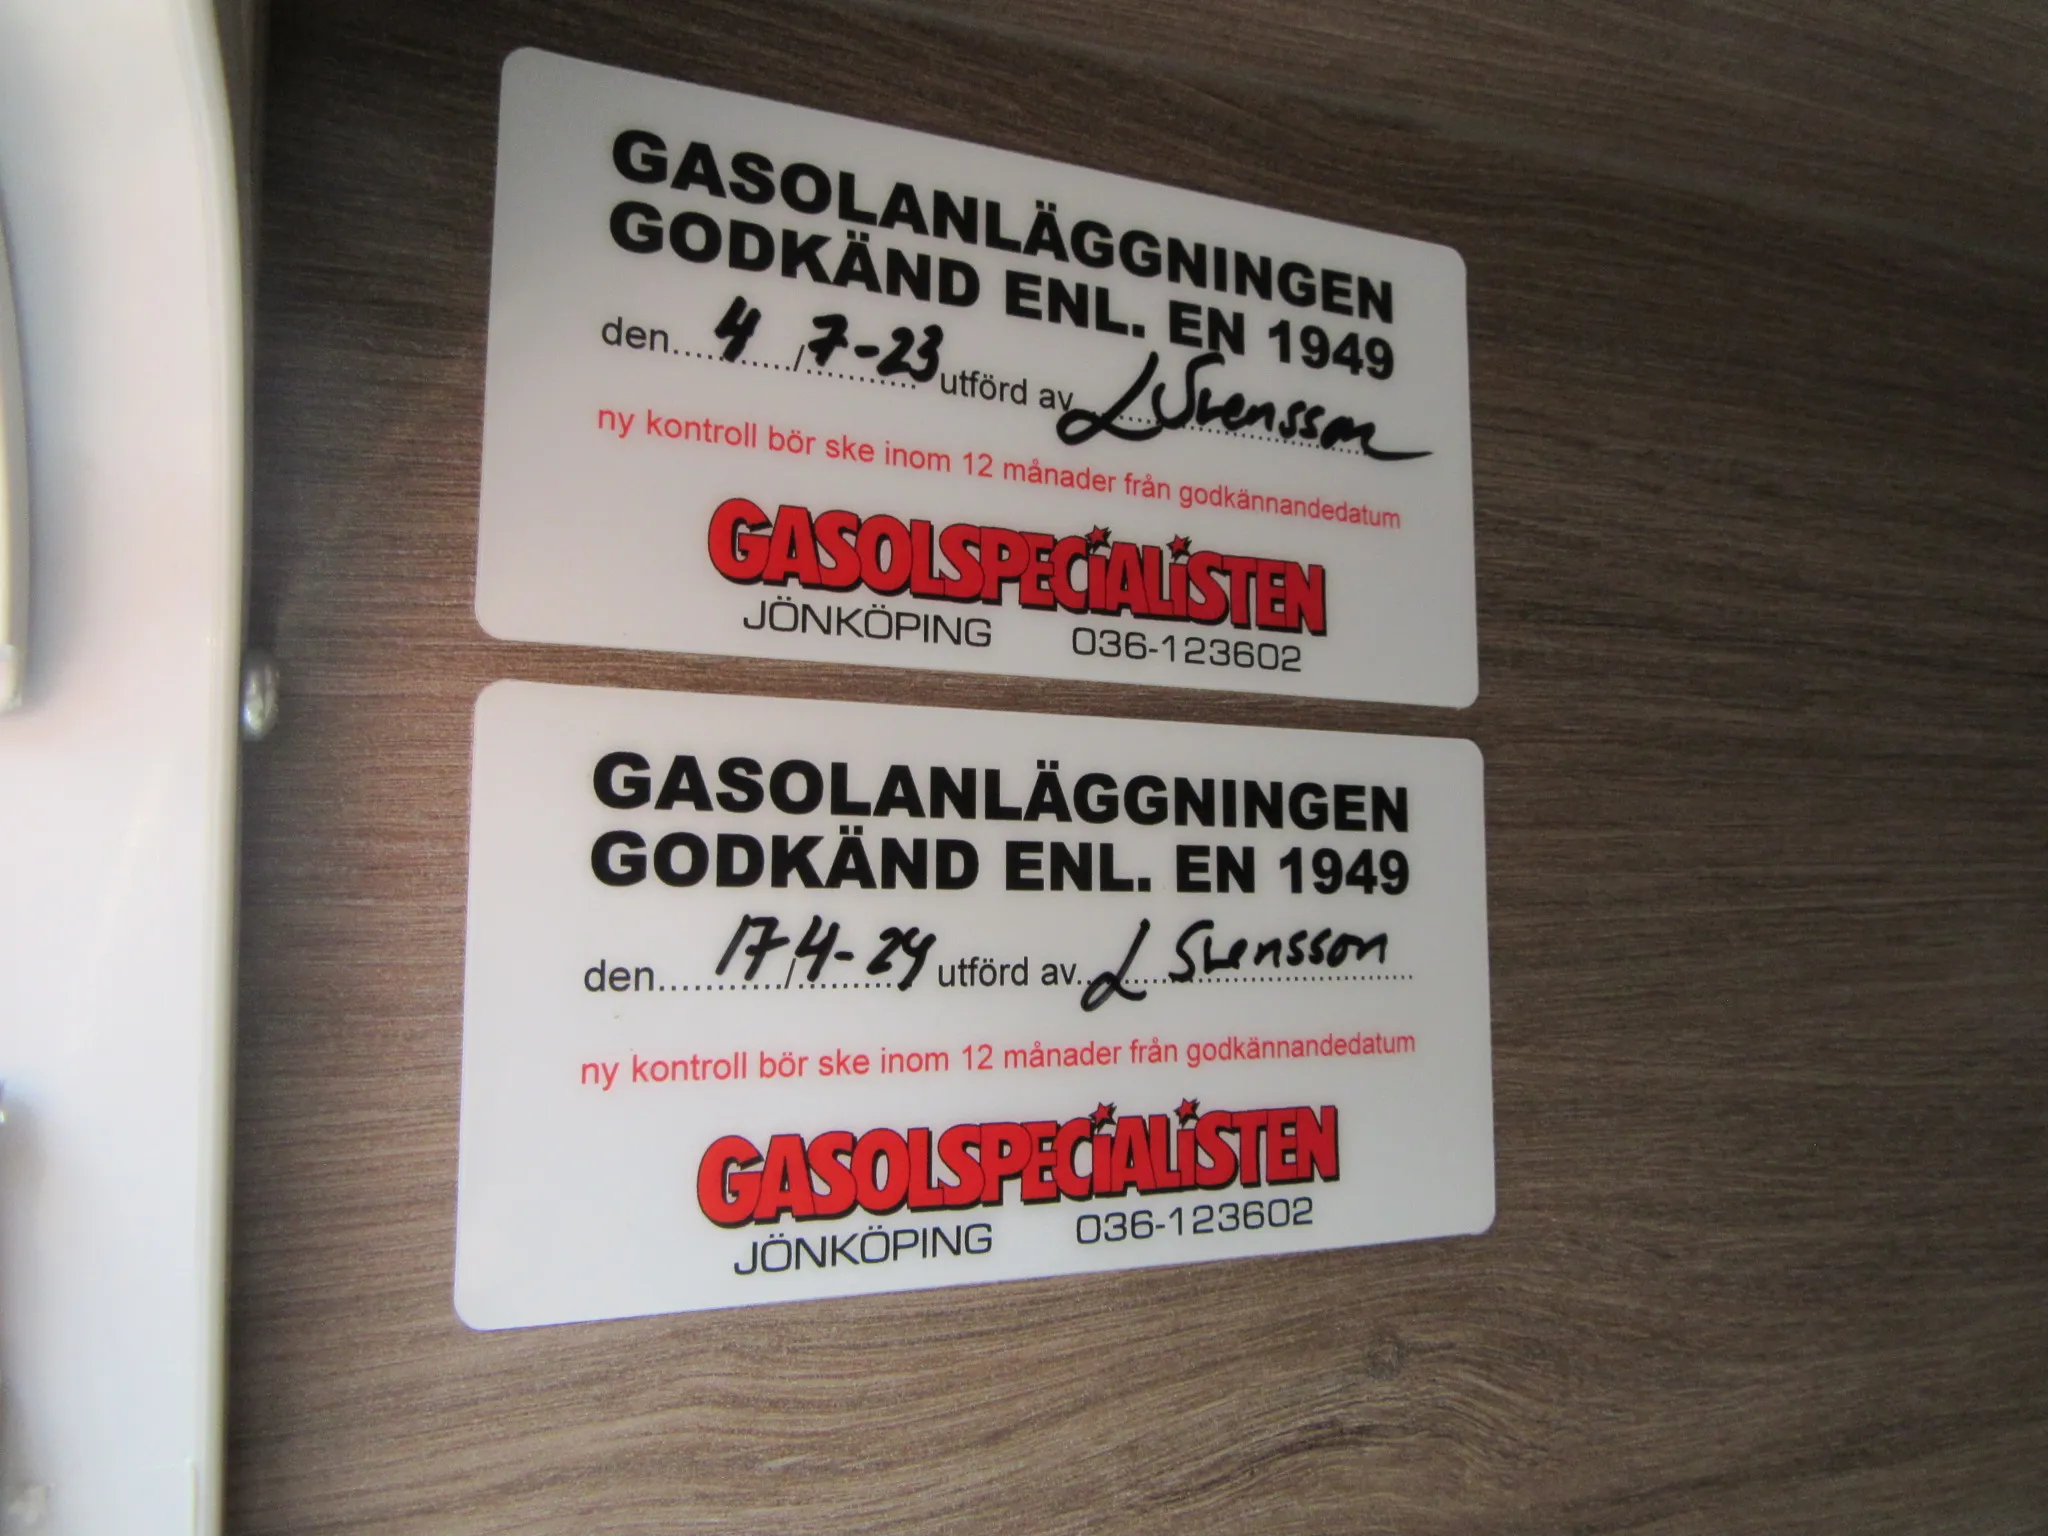 GASOLANLÄGGNINGEN
GODKÄND ENL. EN 1949
den.....4...../7-23 utförd av L Svensson
ny kontroll bör ske inom 12 månader från godkännandedatum
GASOLSPECiALiSTEN
JÖNKÖPING 036-123602
GASOLANLÄGGNINGEN
GODKÄND ENL. EN 1949
den.....17/4-24 utförd av L Svensson
ny kontroll bör ske inom 12 månader från godkännandedatum
GASOLSPECiALiSTEN
JÖNKÖPING 036-123602